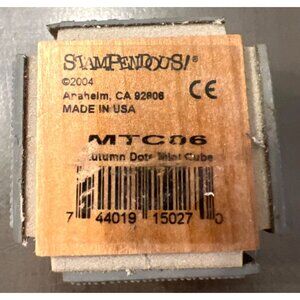 STAMPENDOUS!®
©2004
Anaheim, CA 92806
MADE IN USA
CE
MTC06
Autumn Dots Mini Cube
7 44019 15027 0